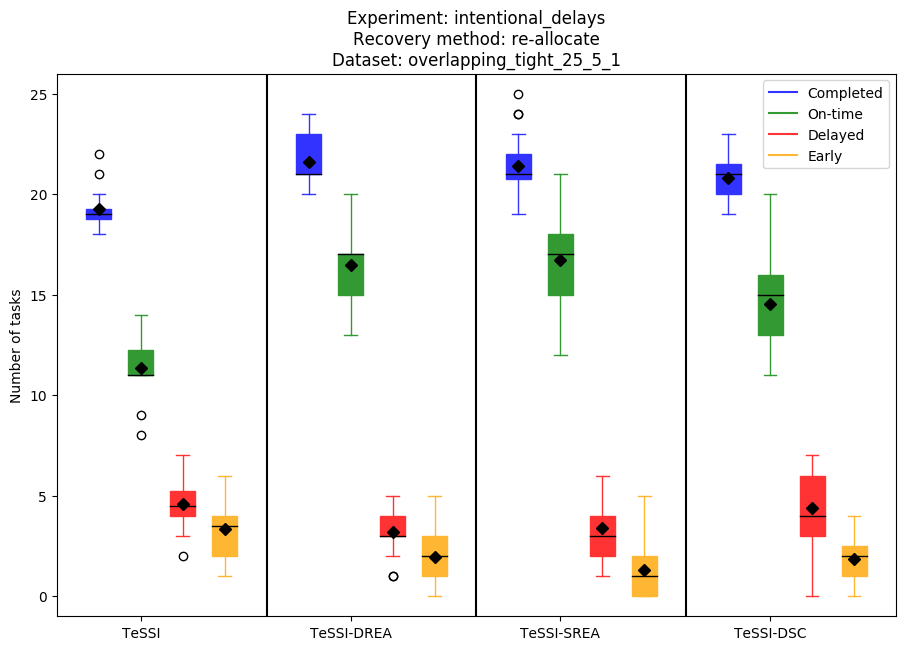 Experiment: intentional_delays
Recovery method: re-allocate
Dataset: overlapping_tight_25_5_1
Number of tasks
25
20
15
10
5
0
Completed
On-time
Delayed
Early
TeSSI
TeSSI-DREA
TeSSI-SREA
TeSSI-DSC